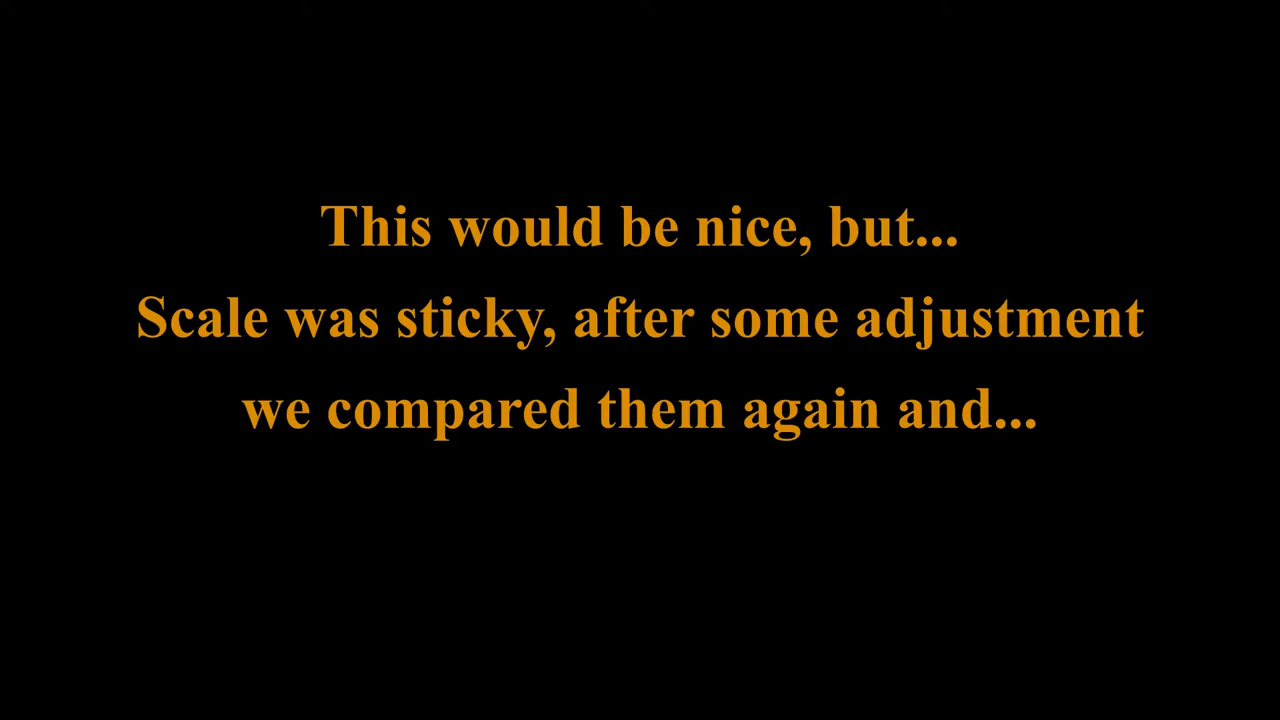 This would be nice, but...
Scale was sticky, after some adjustment
we compared them again and...